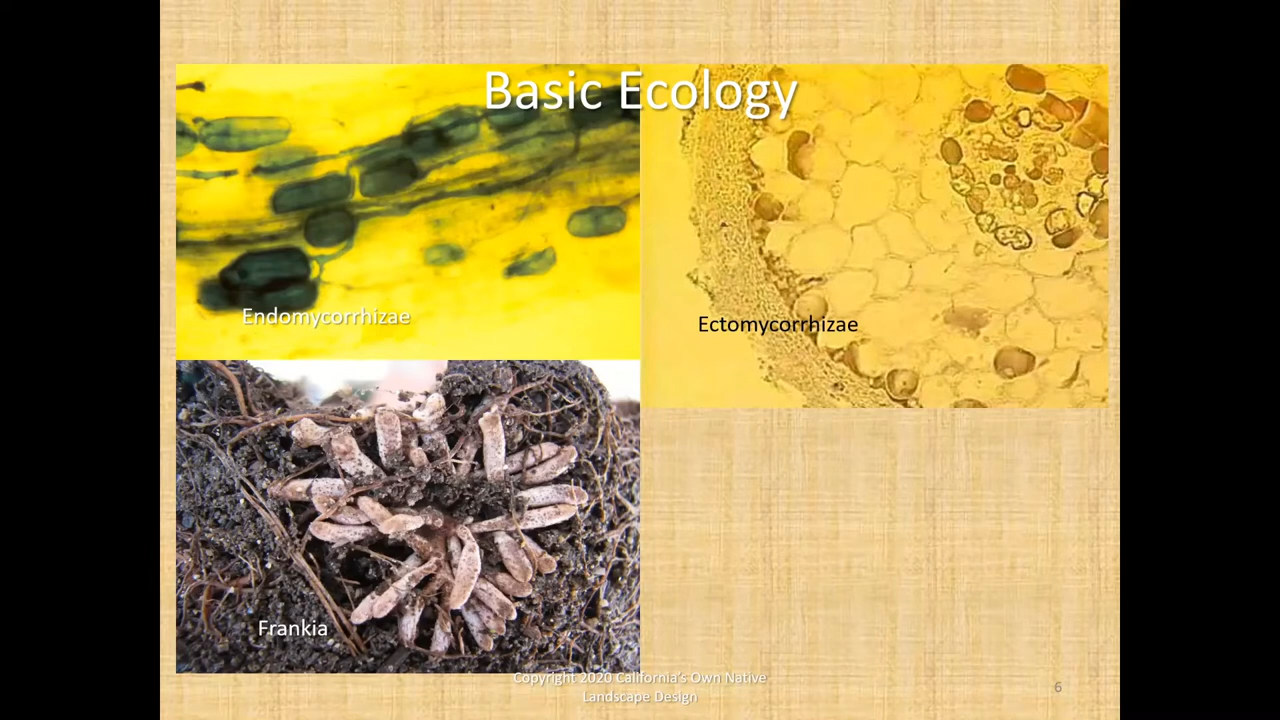 Basic Ecology
Endomycorrhizae
Ectomycorrhizae
Frankia
Copyright 2020 California's Own Native
Landscape Design
6